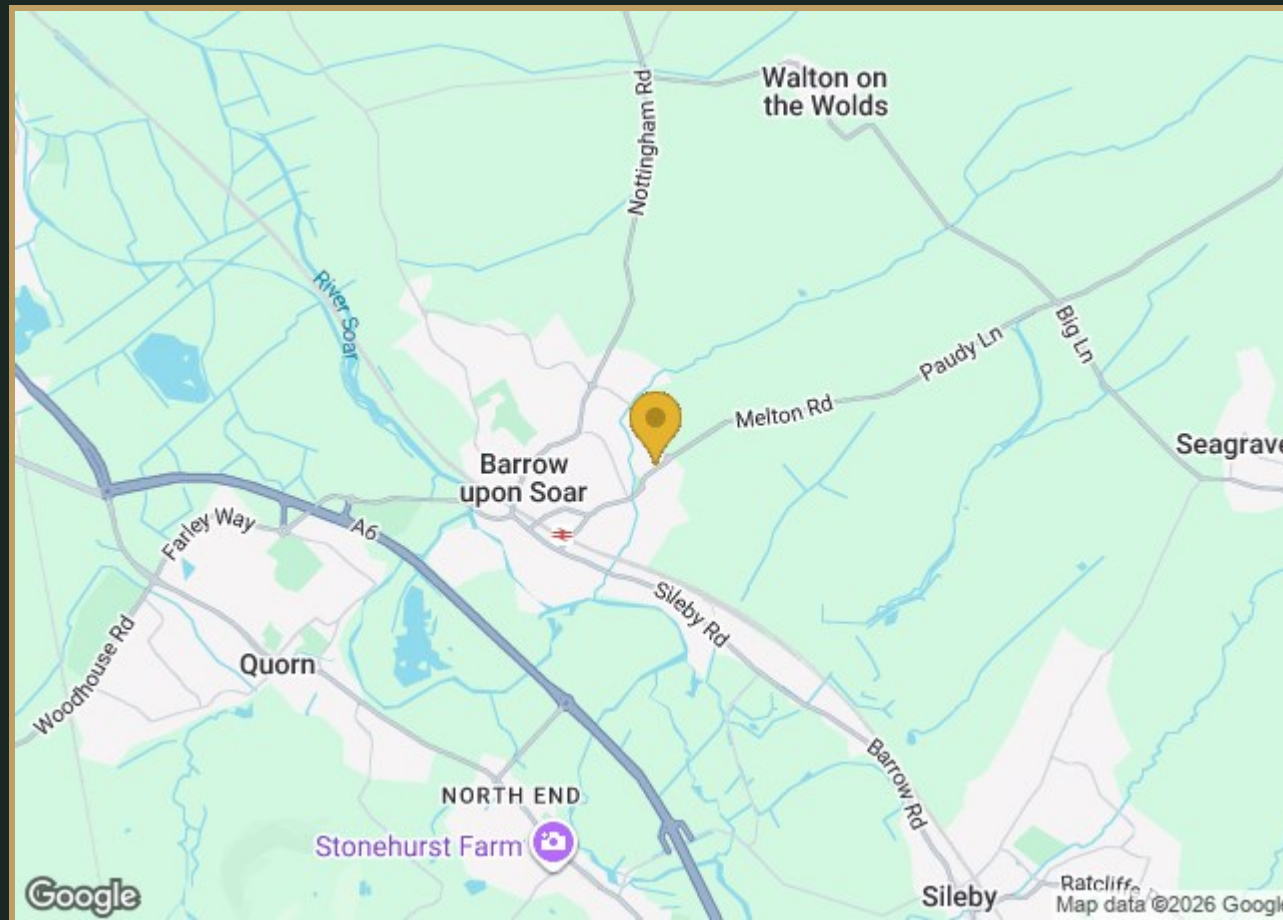 Walton on
the Wolds
Nottingham Rd
River Soar
Big Ln
Paudy Ln
Melton Rd
Seagrave
Barrow
upon Soar
A6
Farley Way
Sileby Rd
Woodhouse Rd
Quorn
Barrow Rd
NORTH END
Stonehurst Farm
Sileby
Ratcliffe
Google
Map data ©2026 Google